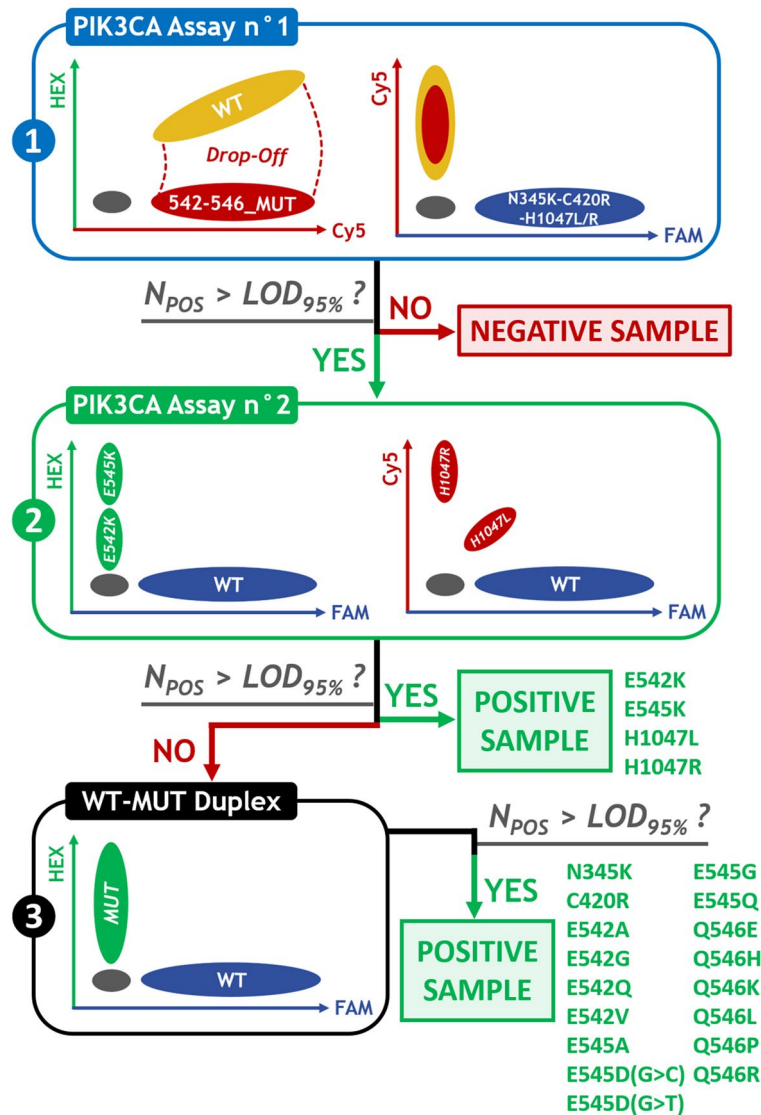 PIK3CA Assay n°1
1
HEX
WT
Drop-Off
542-546_MUT
Cy5
Cy5
N345K-C420R
-H1047L/R
FAM
NPOS > LOD95% ?
NO
NEGATIVE SAMPLE
YES
PIK3CA Assay n°2
2
HEX
E545K
E542K
WT
FAM
Cy5
H1047R
H1047L
WT
FAM
NPOS > LOD95% ?
YES
POSITIVE
SAMPLE
E542K
E545K
H1047L
H1047R
NO
WT-MUT Duplex
3
HEX
MUT
WT
FAM
NPOS > LOD95% ?
YES
POSITIVE
SAMPLE
N345K
C420R
E542A
E542G
E542Q
E542V
E545A
E545D(G>C)
E545D(G>T)
E545G
E545Q
Q546E
Q546H
Q546K
Q546L
Q546P
Q546R